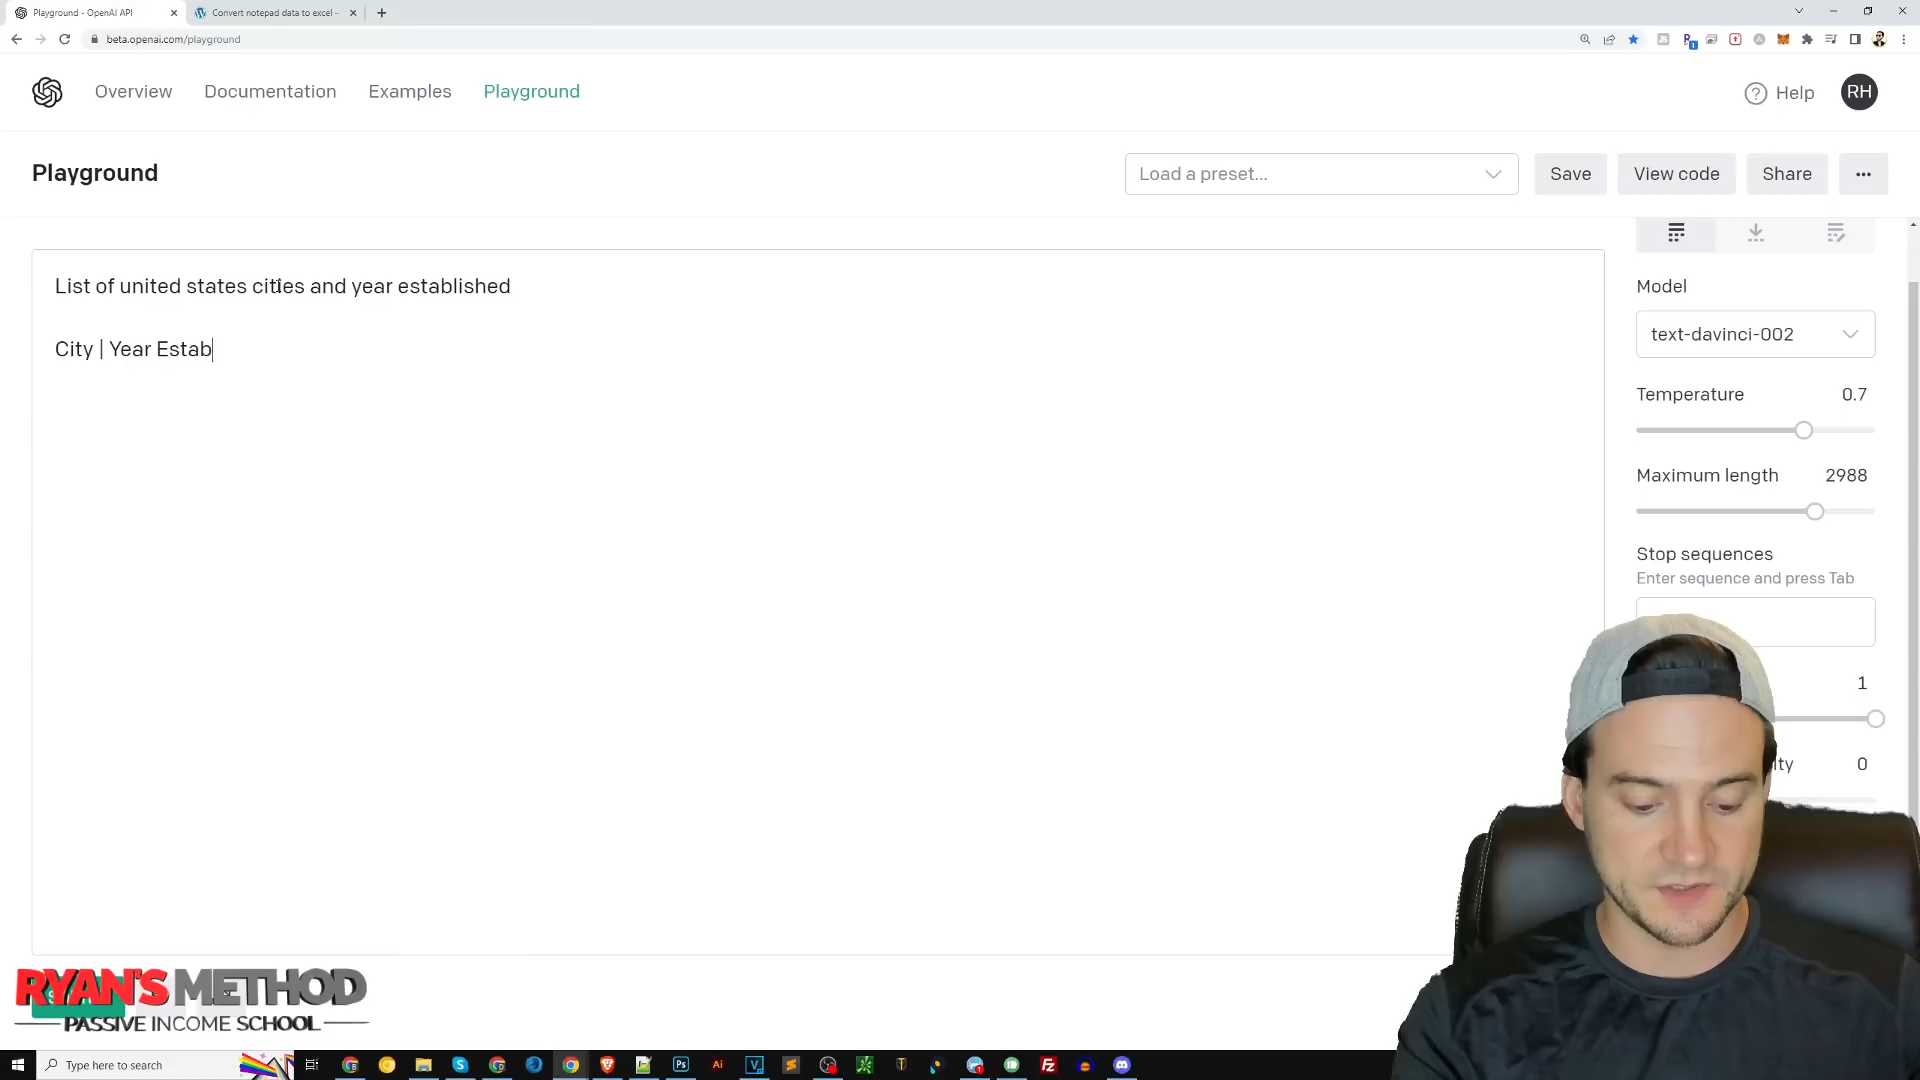 Playground - OpenAI API
Convert notepad data to excel –
beta.openai.com/playground
Overview
Documentation
Examples
Playground
Help
RH
Playground
Load a preset...
Save
View code
Share
List of united states cities and year established
City | Year Estab
Model
text-davinci-002
Temperature
0.7
Maximum length
2988
Stop sequences
Enter sequence and press Tab
1
0
RYAN'S METHOD
PASSIVE INCOME SCHOOL
Type here to search